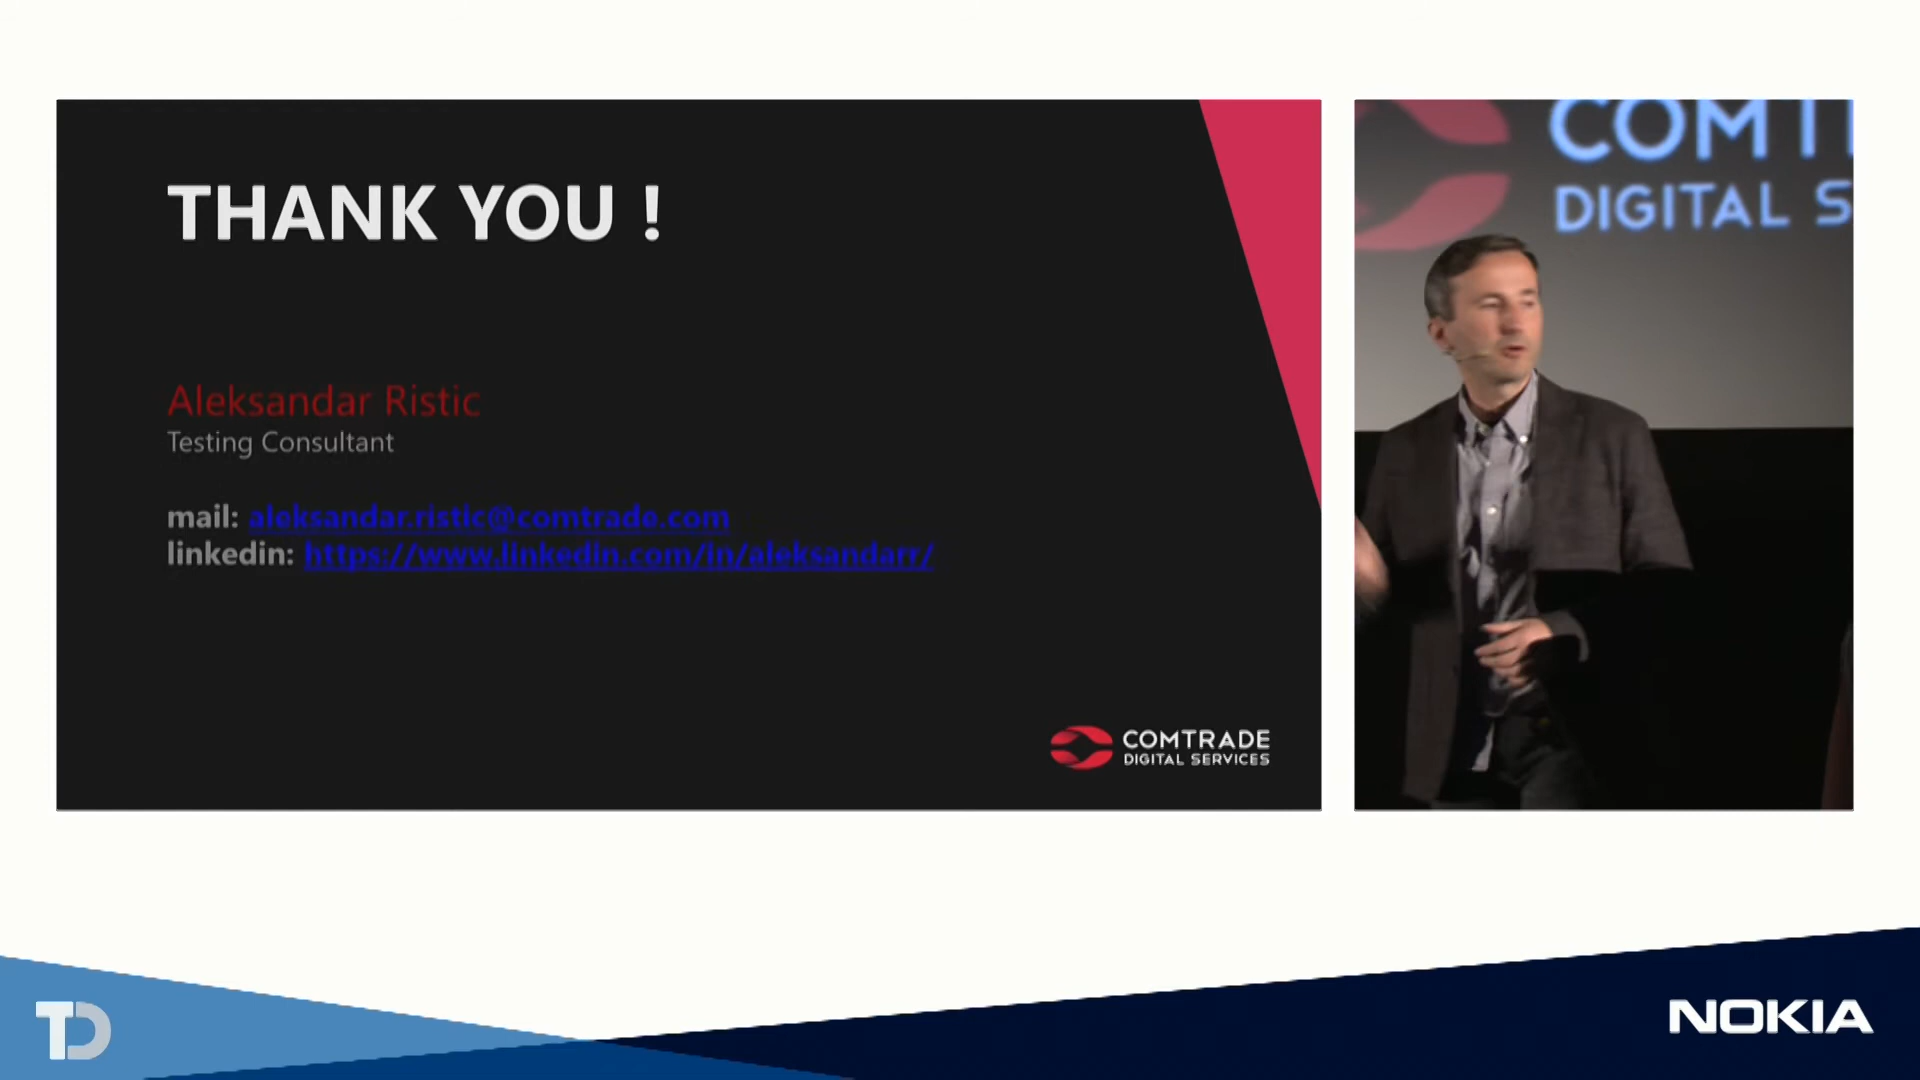 THANK YOU !
Aleksandar Ristic
Testing Consultant
mail: aleksandar.ristic@comtrade.com
linkedin: https://www.linkedin.com/in/aleksandarr/
COMTRADE
DIGITAL SERVICES
COMT
DIGITAL S
TD
NOKIA